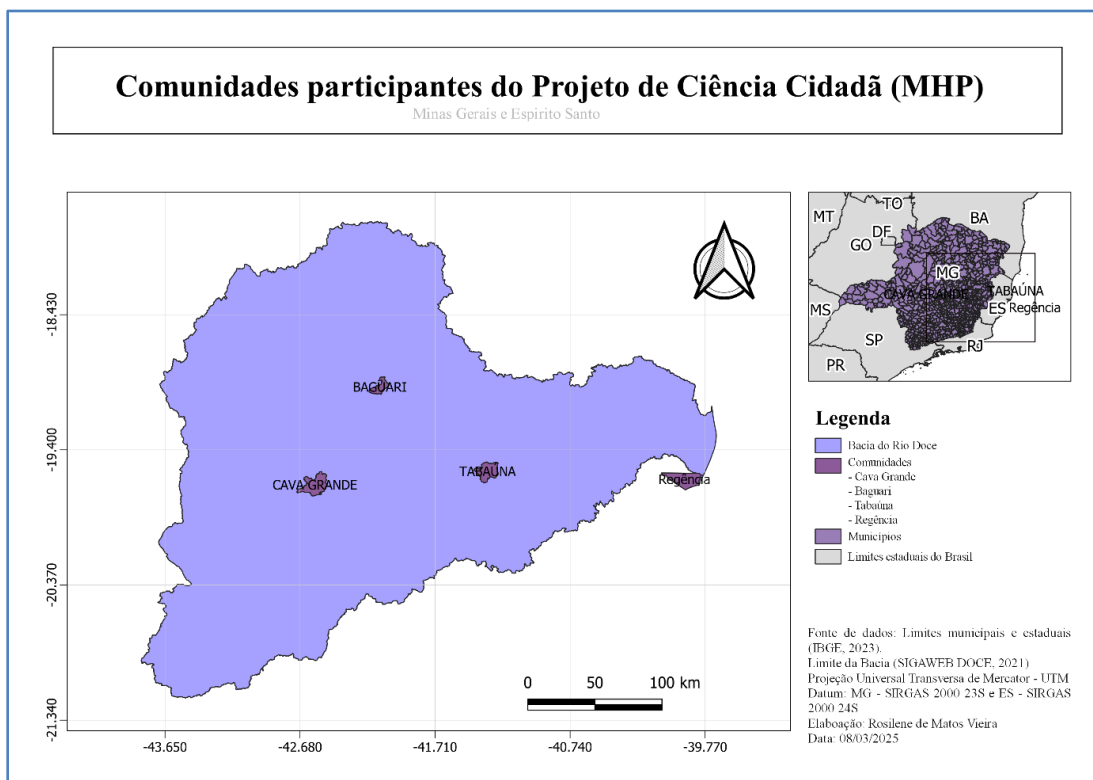 Comunidades participantes do Projeto de Ciência Cidadã (MHP)
Minas Gerais e Espirito Santo
-18.430
-19.400
-20.370
-21.340
-43.650
-42.680
-41.710
-40.740
-39.770
BAGUARI
CAVA GRANDE
TABAÚNA
Regência
0 50 100 km
MT
TO
BA
DF
GO
MG
CAVA GRANDE
TABAÚNA
MS
ES
Regência
SP
RJ
PR
Legenda
Bacia do Rio Doce
Comunidades
- Cava Grande
- Baguari
- Tabaúna
- Regência
Municípios
Limites estaduais do Brasil
Fonte de dados: Limites municipais e estaduais
(IBGE, 2023).
Limite da Bacia (SIGAWEB DOCE, 2021)
Projeção Universal Transversa de Mercator - UTM
Datum: MG - SIRGAS 2000 23S e ES - SIRGAS
2000 24S
Elaboação: Rosilene de Matos Vieira
Data: 08/03/2025